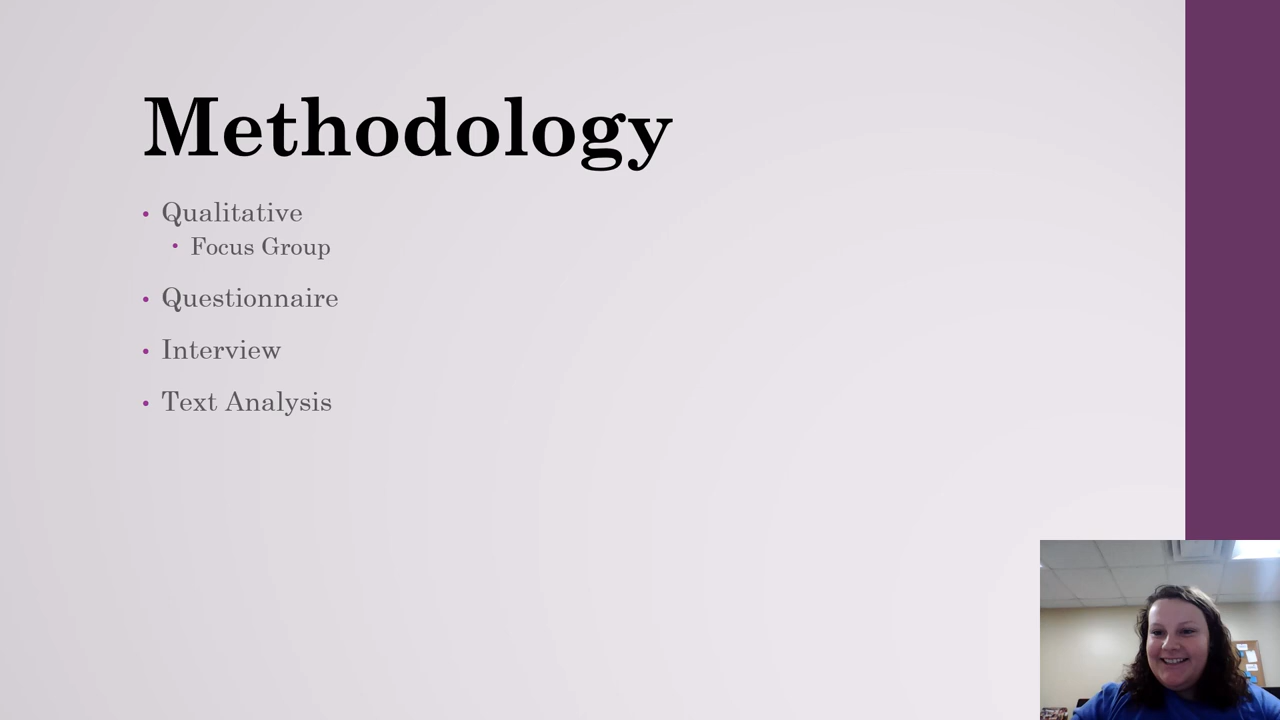 Methodology
• Qualitative
• Focus Group
• Questionnaire
• Interview
• Text Analysis